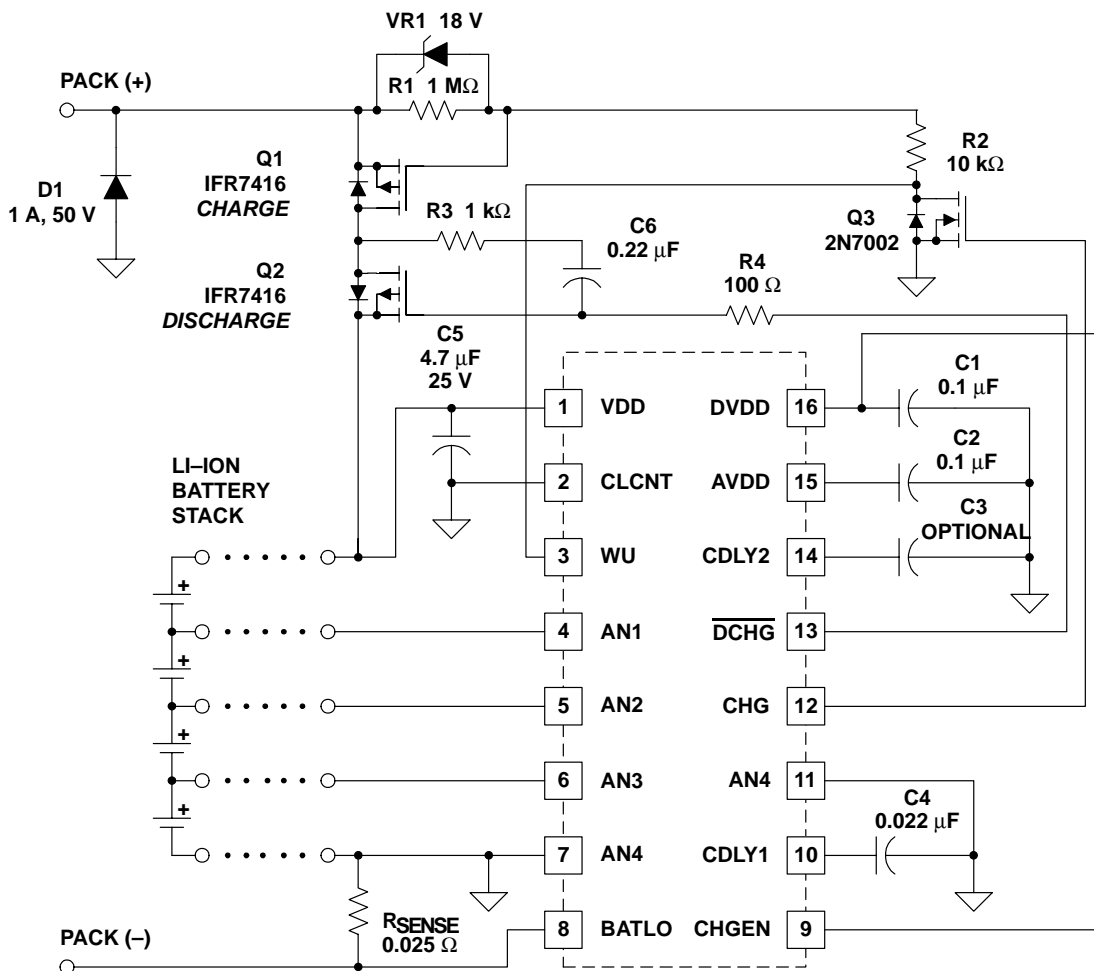 VR1 18 V
PACK (+)
R1 1 MΩ
Q1
IFR7416
CHARGE
R2
10 kΩ
D1
1 A, 50 V
R3 1 kΩ
C6
0.22 μF
Q3
2N7002
Q2
IFR7416
DISCHARGE
R4
100 Ω
C5
4.7 μF
25 V
C1
0.1 μF
1 VDD DVDD 16
C2
0.1 μF
LI–ION
BATTERY
STACK
2 CLCNT AVDD 15
C3
OPTIONAL
3 WU CDLY2 14
+
4 AN1 DCHG 13
+
5 AN2 CHG 12
+
6 AN3 AN4 11
C4
0.022 μF
+
7 AN4 CDLY1 10
RSENSE
0.025 Ω
8 BATLO CHGEN 9
PACK (–)